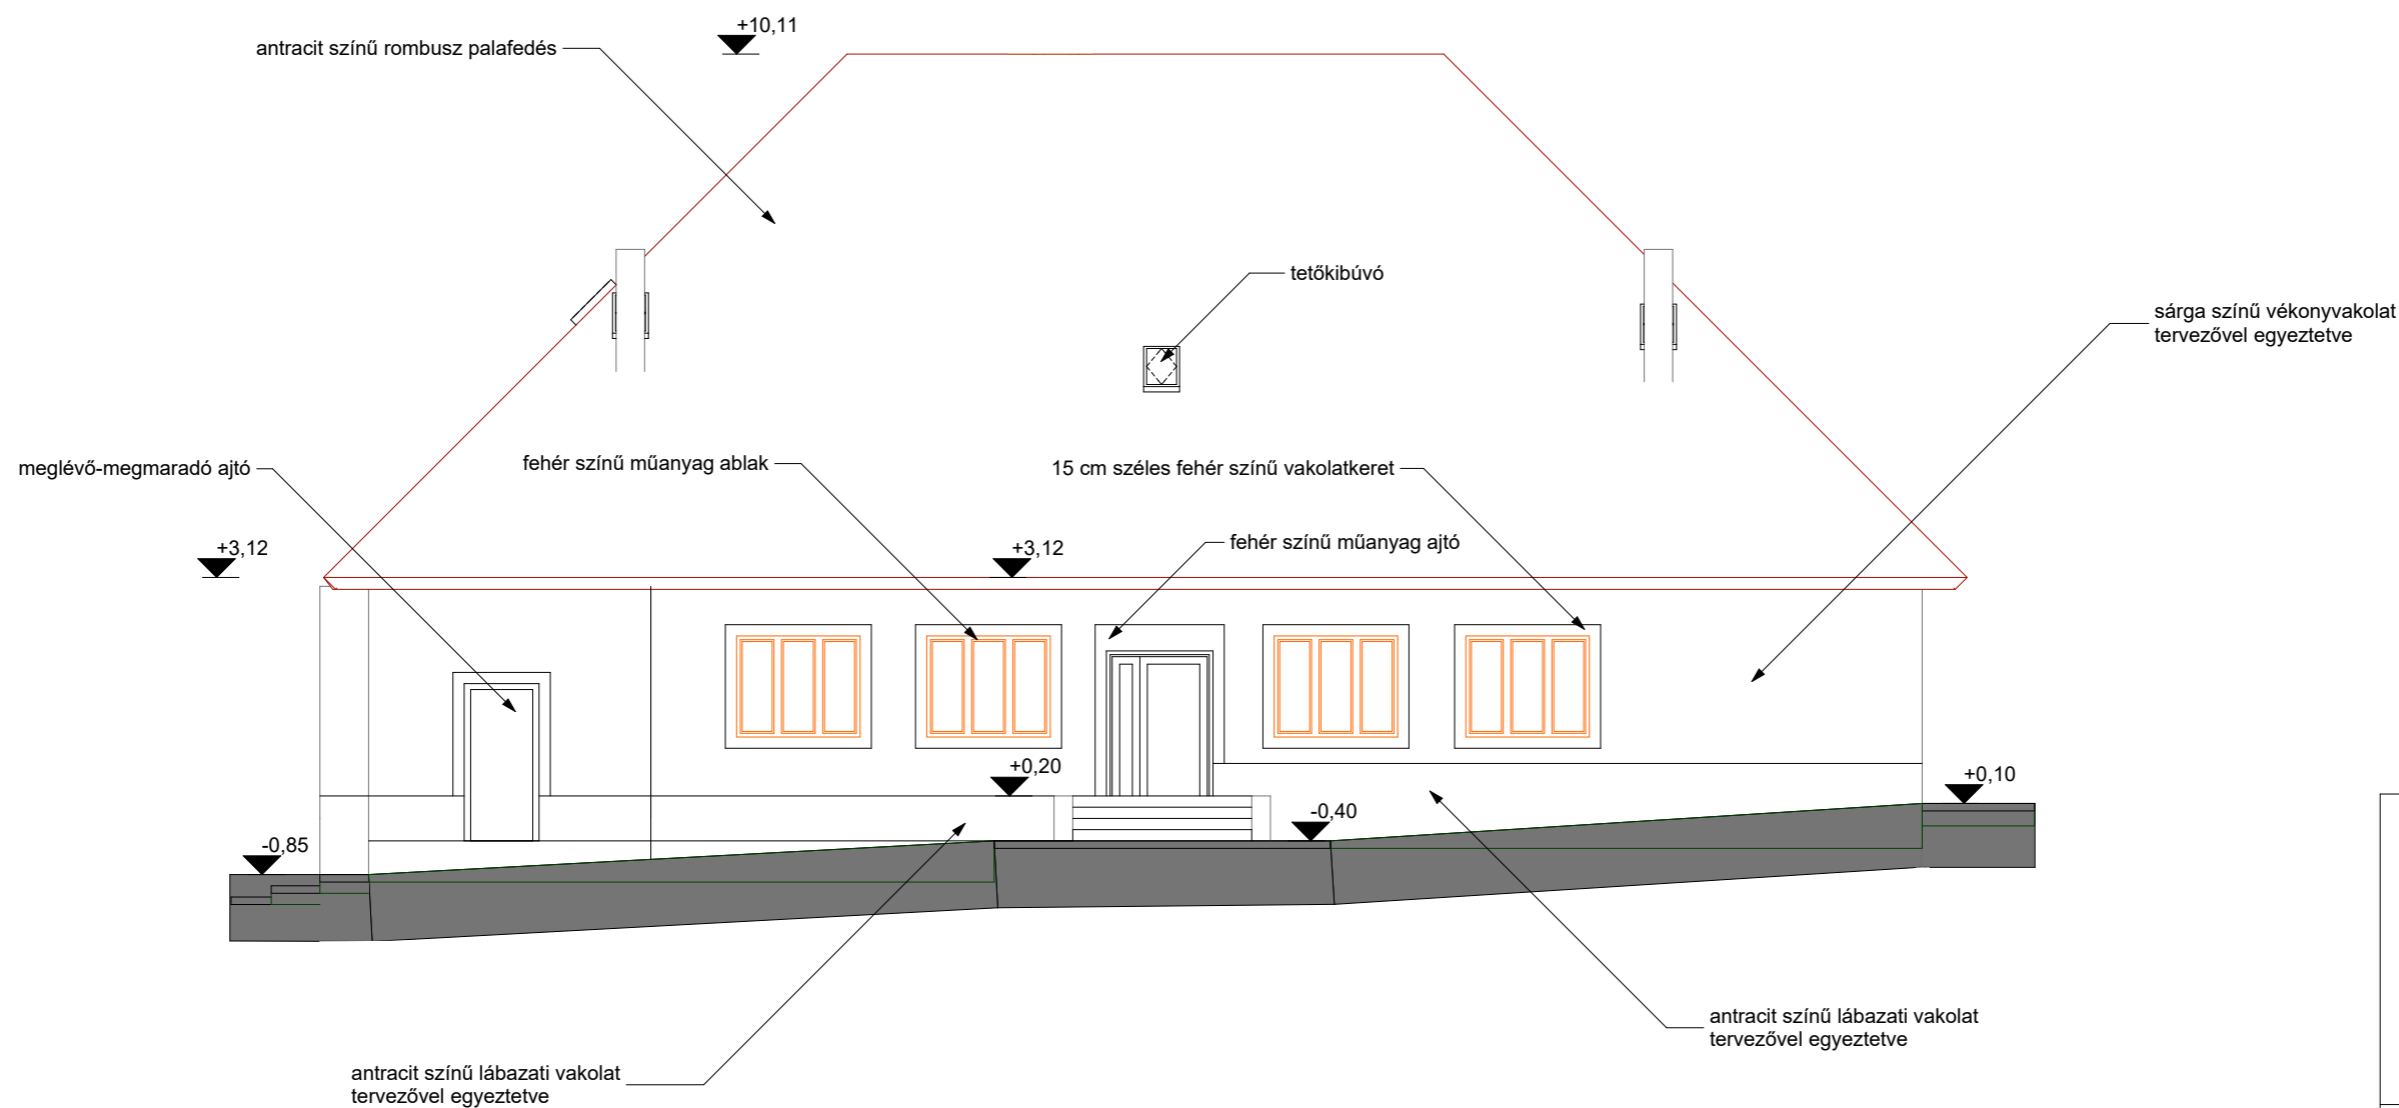 +10,11
antracit színű rombusz palafedés
tetőkibúvó
sárga színű vékonyvakolat
tervezővel egyeztetve
meglévő-megmaradó ajtó
fehér színű műanyag ablak
15 cm széles fehér színű vakolatkeret
fehér színű műanyag ajtó
+3,12
+3,12
+0,20
+0,10
-0,40
-0,85
antracit színű lábazati vakolat
tervezővel egyeztetve
antracit színű lábazati vakolat
tervezővel egyeztetve